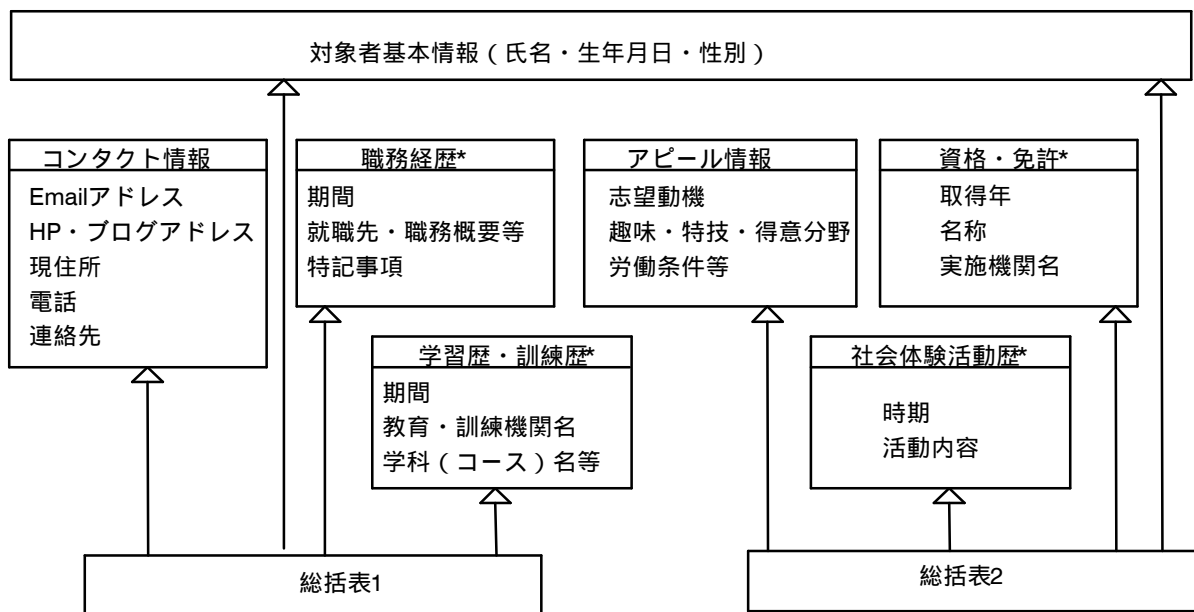 対象者基本情報（氏名・生年月日・性別）
コンタクト情報
Emailアドレス
HP・ブログアドレス
現住所
電話
連絡先
職務経歴*
期間
就職先・職務概要等
特記事項
アピール情報
志望動機
趣味・特技・得意分野
労働条件等
資格・免許*
取得年
名称
実施機関名
学習歴・訓練歴*
期間
教育・訓練機関名
学科（コース）名等
社会体験活動歴*
時期
活動内容
総括表1
総括表2